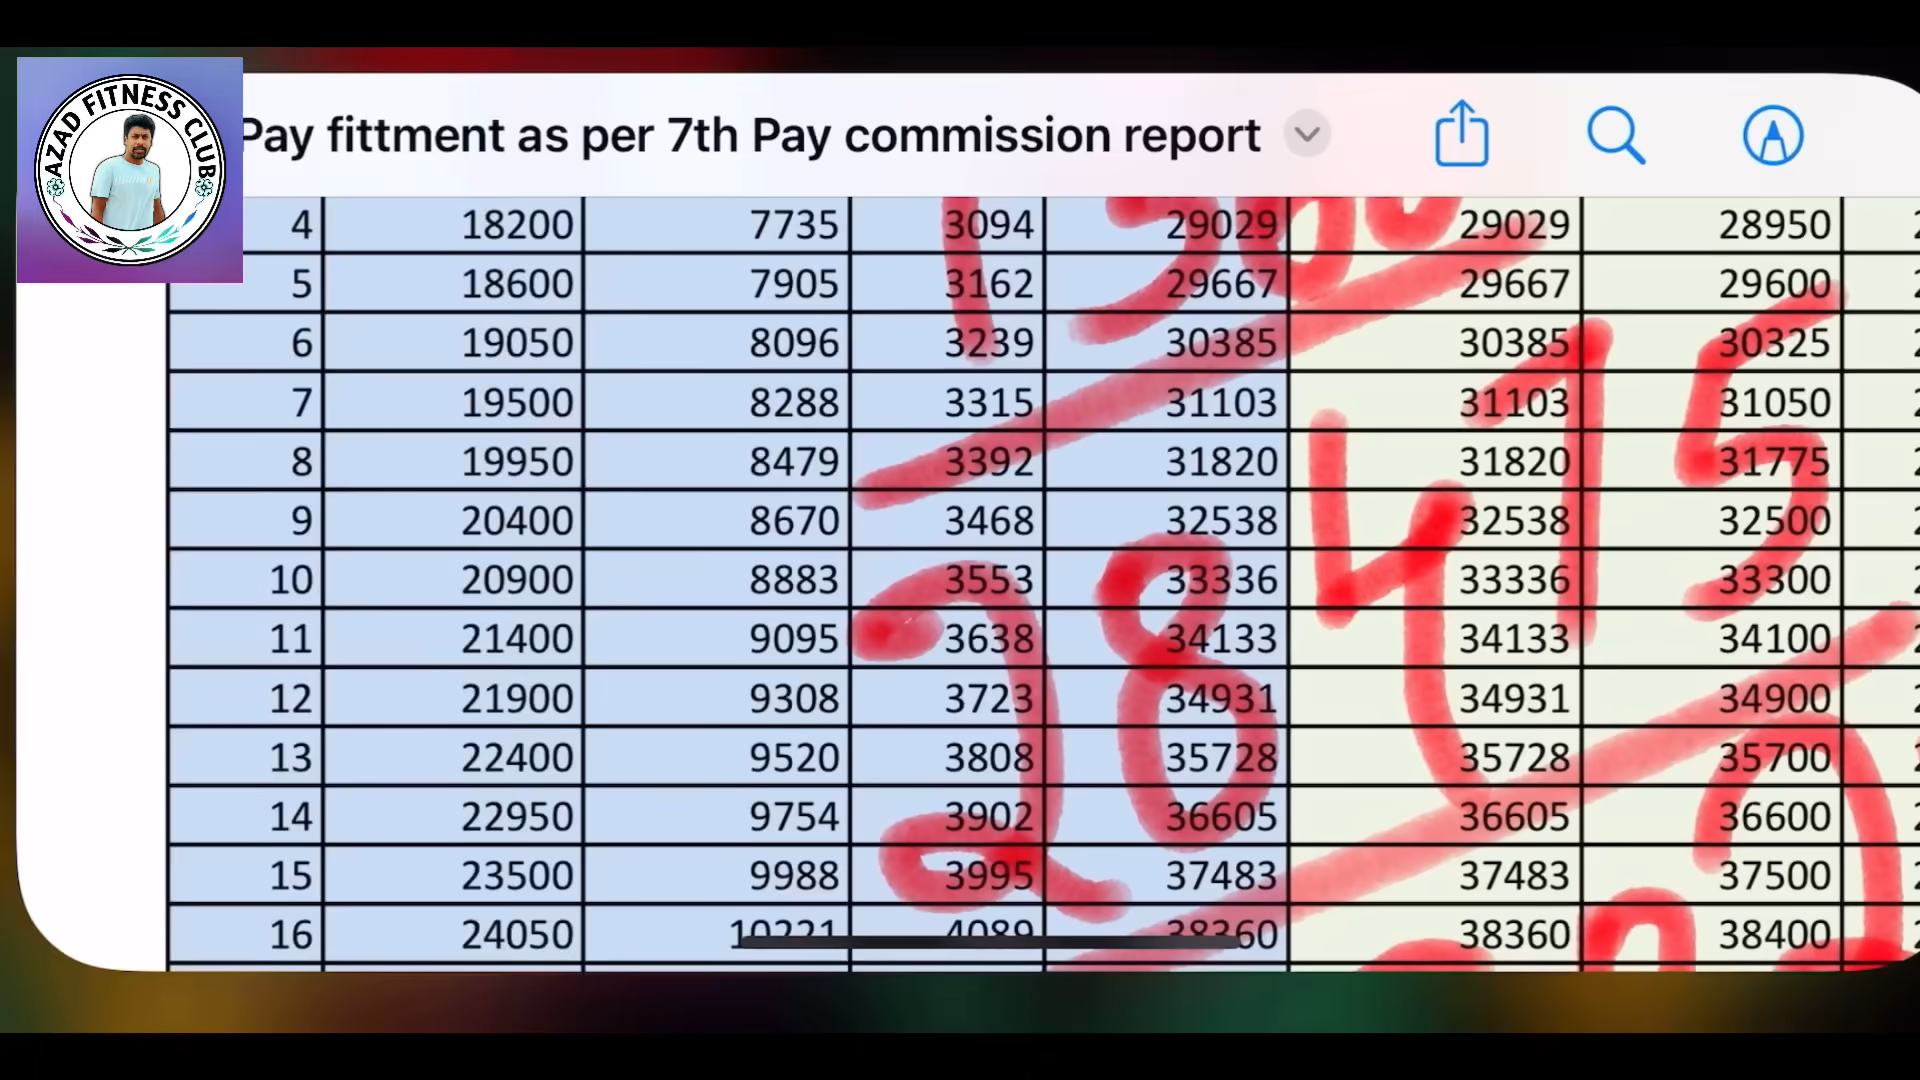 AZAD FITNESS CLUB
Pay fittment as per 7th Pay commission report
4 18200 7735 3094 29029 29029 28950
5 18600 7905 3162 29667 29667 29600
6 19050 8096 3239 30385 30385 30325
7 19500 8288 3315 31103 31103 31050
8 19950 8479 3392 31820 31820 31775
9 20400 8670 3468 32538 32538 32500
10 20900 8883 3553 33336 33336 33300
11 21400 9095 3638 34133 34133 34100
12 21900 9308 3723 34931 34931 34900
13 22400 9520 3808 35728 35728 35700
14 22950 9754 3902 36605 36605 36600
15 23500 9988 3995 37483 37483 37500
16 24050 10221 4089 38360 38360 38400
28
475